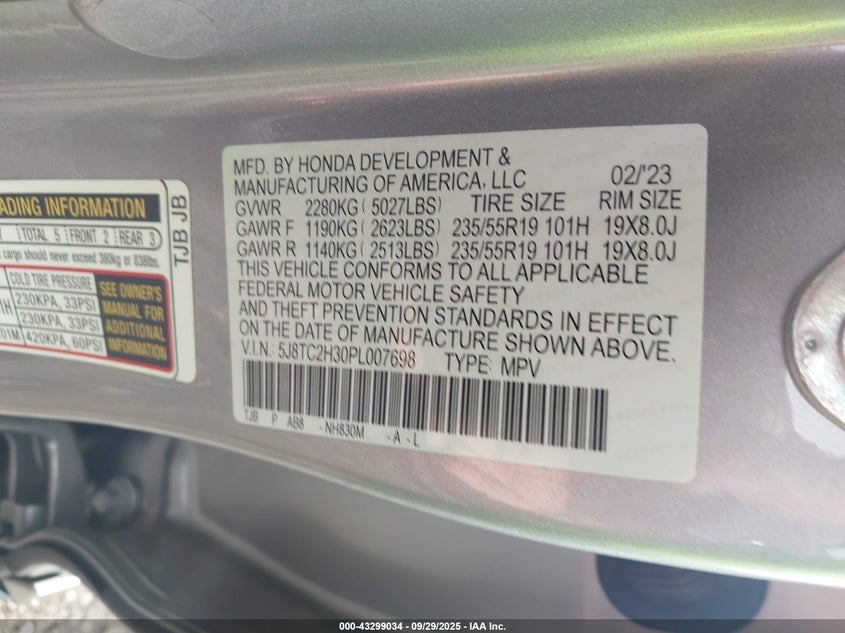 MFD. BY HONDA DEVELOPMENT &
MANUFACTURING OF AMERICA, LLC 02/'23
GVWR 2280KG ( 5027LBS) TIRE SIZE RIM SIZE
GAWR F 1190KG ( 2623LBS) 235/55R19 101H 19X8.0J
GAWR R 1140KG ( 2513LBS) 235/55R19 101H 19X8.0J
THIS VEHICLE CONFORMS TO ALL APPLICABLE
FEDERAL MOTOR VEHICLE SAFETY
AND THEFT PREVENTION STANDARDS IN EFFECT
ON THE DATE OF MANUFACTURE SHOWN ABOVE.
V.I.N.: 5J8TC2H30PL007698 TYPE: MPV
TJB P AB8 -NH830M -A-L
ADING INFORMATION
TOTAL 5 FRONT 2 REAR 3
cargo should never exceed 380kg or 838lbs.
COLD TIRE PRESSURE
1H 230KPA, 33PSI
230KPA, 33PSI
01M 420KPA, 60PSI
SEE OWNER'S
MANUAL FOR
ADDITIONAL
INFORMATION
TJB JB
000-43299034 / 09/29/2025 - IAA Inc.